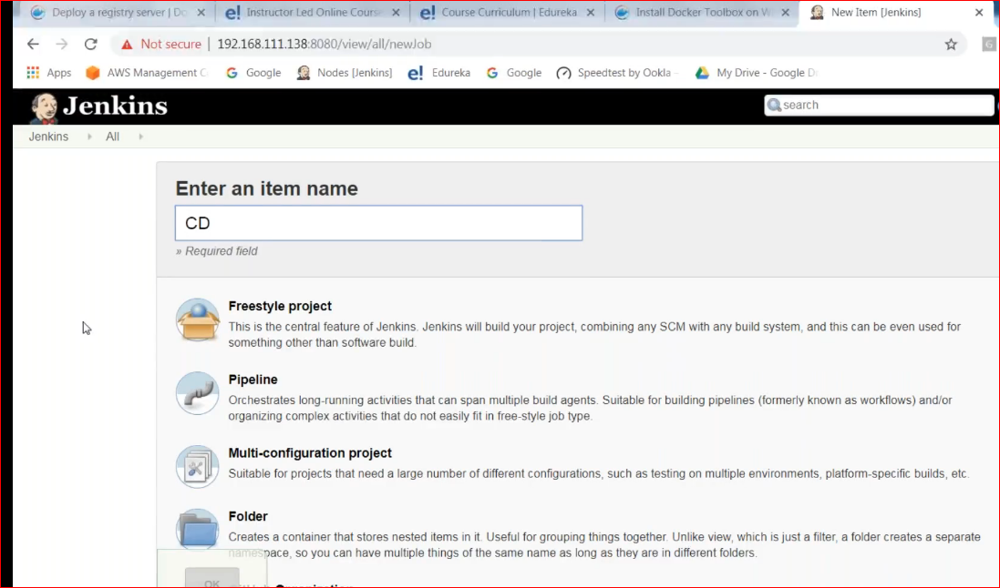 Deploy a registry server | Do
Instructor Led Online Course
Course Curriculum | Edureka
Install Docker Toolbox on W
New Item [Jenkins]
Not secure | 192.168.111.138:8080/view/all/newJob
Apps
AWS Management C
Google
Nodes [Jenkins]
Edureka
Google
Speedtest by Ookla -
My Drive - Google D
Jenkins
search
Jenkins
All
Enter an item name
CD
» Required field
Freestyle project
This is the central feature of Jenkins. Jenkins will build your project, combining any SCM with any build system, and this can be even used for
something other than software build.
Pipeline
Orchestrates long-running activities that can span multiple build agents. Suitable for building pipelines (formerly known as workflows) and/or
organizing complex activities that do not easily fit in free-style job type.
Multi-configuration project
Suitable for projects that need a large number of different configurations, such as testing on multiple environments, platform-specific builds, etc.
Folder
Creates a container that stores nested items in it. Useful for grouping things together. Unlike view, which is just a filter, a folder creates a separate
namespace, so you can have multiple things of the same name as long as they are in different folders.
OK